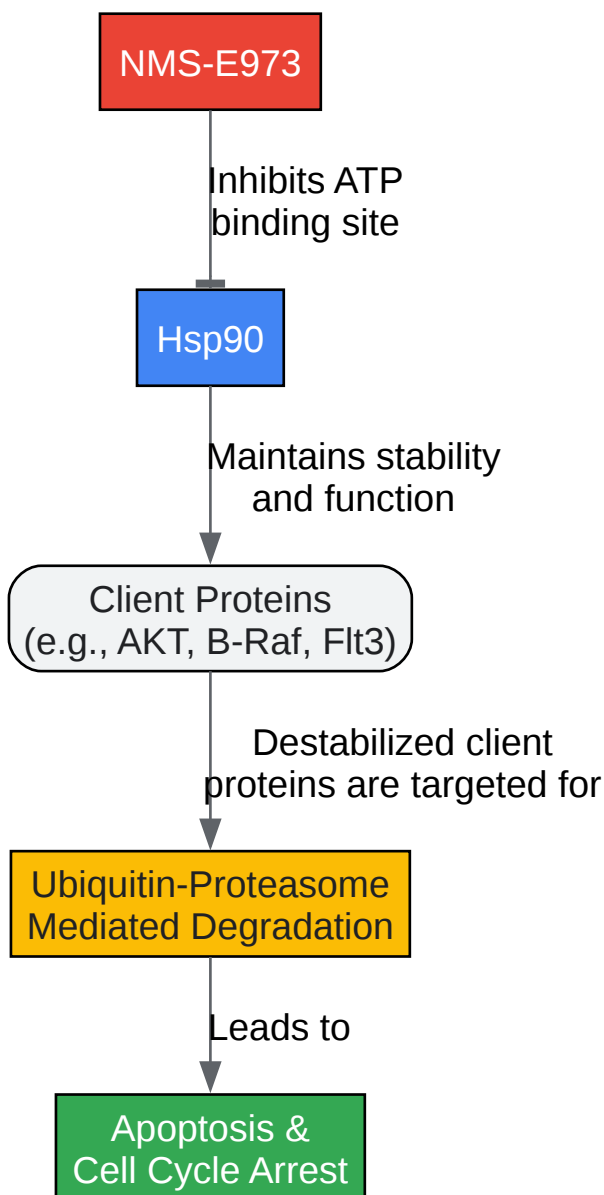 NMS-E973
Inhibits ATP
binding site
Hsp90
Maintains stability
and function
Client Proteins
(e.g., AKT, B-Raf, Flt3)
Destabilized client
proteins are targeted for
Ubiquitin-Proteasome
Mediated Degradation
Leads to
Apoptosis &
Cell Cycle Arrest